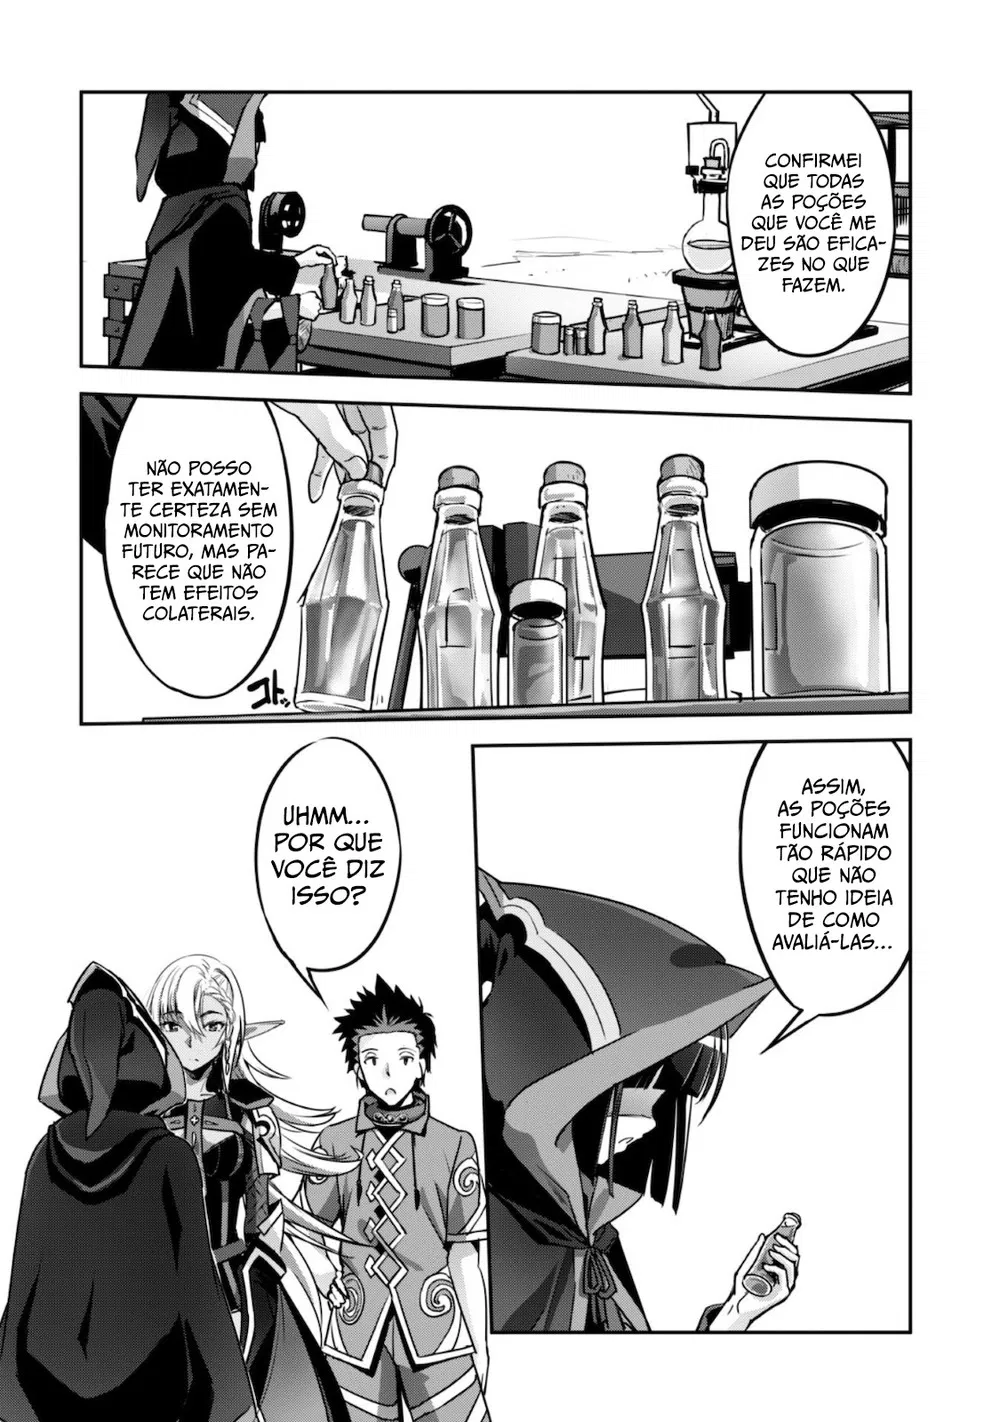 CONFIRMEI
QUE TODAS
AS POÇÕES
QUE VOCÊ ME
DEU SÃO EFICA-
ZES NO QUE
FAZEM.
NÃO POSSO
TER EXATAMEN-
TE CERTEZA SEM
MONITORAMENTO
FUTURO, MAS PA-
RECE QUE NÃO
TEM EFEITOS
COLATERAIS.
コトッ
ASSIM,
AS POÇÕES
FUNCIONAM
TÃO RÁPIDO
QUE NÃO
TENHO IDEIA
DE COMO
AVALIÁ-LAS...
UHMM...
POR QUE
VOCÊ DIZ
ISSO?